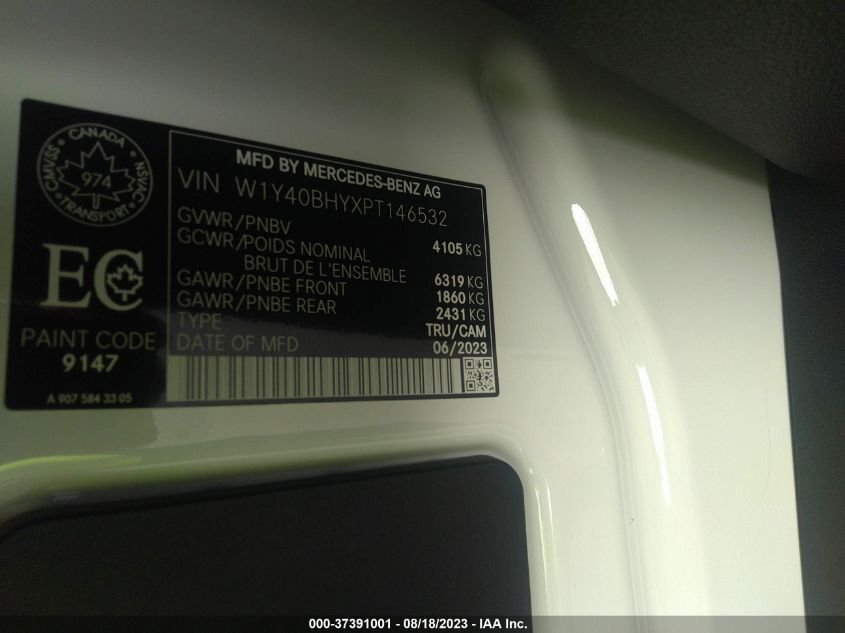 CANADA
CMVSS
NSVAC
974
TRANSPORT
EC
PAINT CODE
9147
A 907 584 33 05
MFD BY MERCEDES-BENZ AG
VIN W1Y40BHYXPT146532
GVWR/PNBV 4105 KG
GCWR/POIDS NOMINAL
BRUT DE L'ENSEMBLE 6319 KG
GAWR/PNBE FRONT 1860 KG
GAWR/PNBE REAR 2431 KG
TYPE TRU/CAM
DATE OF MFD 06/2023
000-37391001 - 08/18/2023 - IAA Inc.